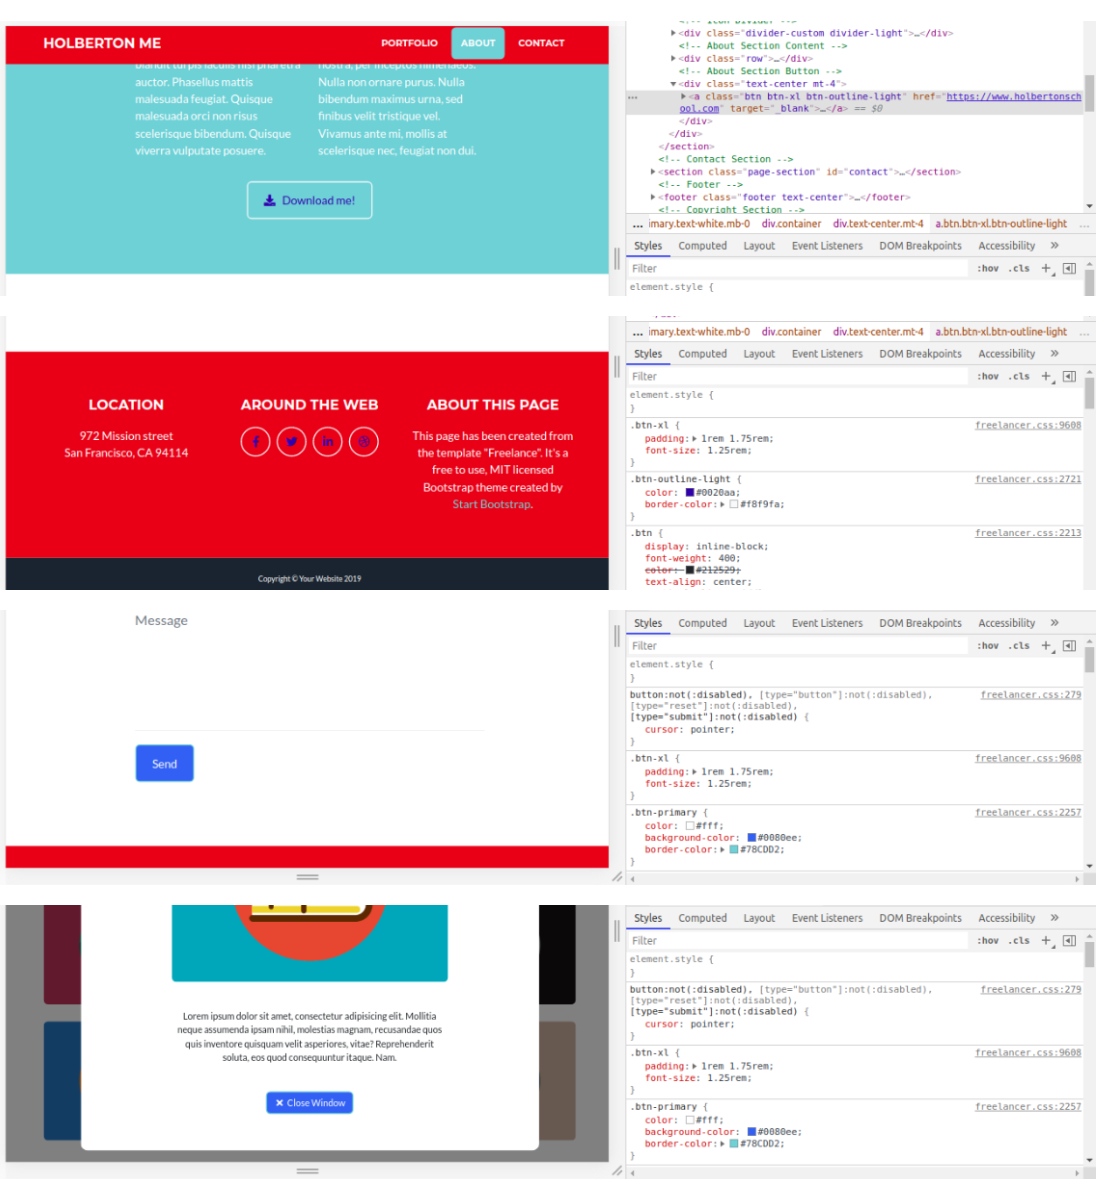 HOLBERTON ME
PORTFOLIO ABOUT CONTACT
auctor. Phasellus mattis
malesuada feugiat. Quisque
malesuada orci non risus
scelerisque bibendum. Quisque
viverra vulputate posuere.
Nulla non ornare purus. Nulla
bibendum maximus urna, sed
finibus velit tristique vel.
Vivamus ante mi, mollis at
scelerisque nec, feugiat non dui.
Download me!
<div class="divider-custom divider-light">…</div>
<!-- About Section Content -->
<div class="row">…</div>
<!-- About Section Button -->
<div class="text-center mt-4">
<a class="btn btn-xl btn-outline-light" href="https://www.holbertonsch
ool.com" target="_blank">…</a> == $0
</div>
</div>
</section>
<!-- Contact Section -->
<section class="page-section" id="contact">…</section>
<!-- Footer -->
<footer class="footer text-center">…</footer>
<!-- Copyright Section -->
... imary.text-white.mb-0 div.container div.text-center.mt-4 a.btn.btn-xl.btn-outline-light ...
Styles Computed Layout Event Listeners DOM Breakpoints Accessibility »
Filter :hov .cls +
element.style {
LOCATION
972 Mission street
San Francisco, CA 94114
AROUND THE WEB
ABOUT THIS PAGE
This page has been created from
the template "Freelance". It's a
free to use, MIT licensed
Bootstrap theme created by
Start Bootstrap.
Copyright © Your Website 2019
... imary.text-white.mb-0 div.container div.text-center.mt-4 a.btn.btn-xl.btn-outline-light ...
Styles Computed Layout Event Listeners DOM Breakpoints Accessibility »
Filter :hov .cls +
element.style {
}
.btn-xl { freelancer.css:9608
padding: 1rem 1.75rem;
font-size: 1.25rem;
}
.btn-outline-light { freelancer.css:2721
color: #0020aa;
border-color: #f8f9fa;
}
.btn { freelancer.css:2213
display: inline-block;
font-weight: 400;
color: #212529;
text-align: center;
Message
Send
Styles Computed Layout Event Listeners DOM Breakpoints Accessibility »
Filter :hov .cls +
element.style {
}
button:not(:disabled), [type="button"]:not(:disabled), freelancer.css:279
[type="reset"]:not(:disabled),
[type="submit"]:not(:disabled) {
cursor: pointer;
}
.btn-xl { freelancer.css:9608
padding: 1rem 1.75rem;
font-size: 1.25rem;
}
.btn-primary { freelancer.css:2257
color: #fff;
background-color: #0080ee;
border-color: #78CDD2;
}
Lorem ipsum dolor sit amet, consectetur adipisicing elit. Mollitia
neque assumenda ipsam nihil, molestias magnam, recusandae quos
quis inventore quisquam velit asperiores, vitae? Reprehenderit
soluta, eos quod consequuntur itaque. Nam.
× Close Window
Styles Computed Layout Event Listeners DOM Breakpoints Accessibility »
Filter :hov .cls +
element.style {
}
button:not(:disabled), [type="button"]:not(:disabled), freelancer.css:279
[type="reset"]:not(:disabled),
[type="submit"]:not(:disabled) {
cursor: pointer;
}
.btn-xl { freelancer.css:9608
padding: 1rem 1.75rem;
font-size: 1.25rem;
}
.btn-primary { freelancer.css:2257
color: #fff;
background-color: #0080ee;
border-color: #78CDD2;
}